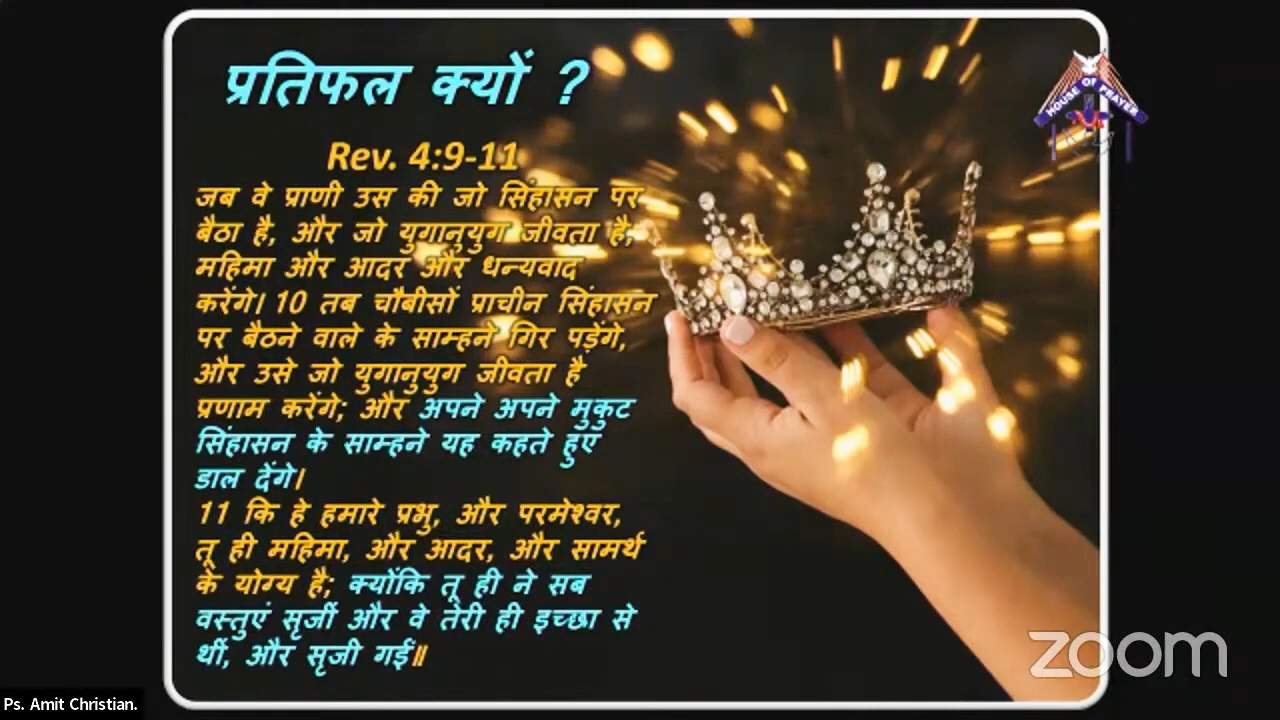 प्रतिफल क्यों ?
HOUSE OF PRAYER
Rev. 4:9-11
जब वे प्राणी उस की जो सिंहासन पर
बैठा है, और जो युगानुयुग जीवता है,
महिमा और आदर और धन्यवाद
करेंगे। 10 तब चौबीसों प्राचीन सिंहासन
पर बैठने वाले के साम्हने गिर पड़ेंगे,
और उसे जो युगानुयुग जीवता है
प्रणाम करेंगे; और अपने अपने मुकुट
सिंहासन के साम्हने यह कहते हुए
डाल देंगे।
11 कि हे हमारे प्रभु, और परमेश्वर,
तू ही महिमा, और आदर, और सामर्थ
के योग्य है; क्योंकि तू ही ने सब
वस्तुएं सृजीं और वे तेरी ही इच्छा से
थीं, और सृजी गईं॥
zoom
Ps. Amit Christian.